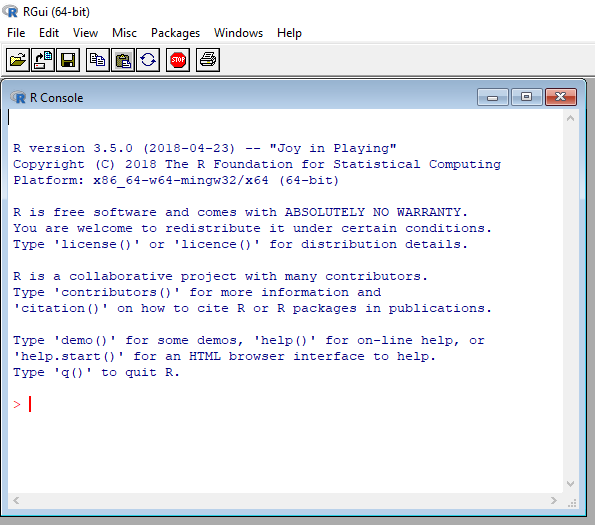 RGui (64-bit)
File Edit View Misc Packages Windows Help
STOP
R Console
R version 3.5.0 (2018-04-23) -- "Joy in Playing"
Copyright (C) 2018 The R Foundation for Statistical Computing
Platform: x86_64-w64-mingw32/x64 (64-bit)
R is free software and comes with ABSOLUTELY NO WARRANTY.
You are welcome to redistribute it under certain conditions.
Type 'license()' or 'licence()' for distribution details.
R is a collaborative project with many contributors.
Type 'contributors()' for more information and
'citation()' on how to cite R or R packages in publications.
Type 'demo()' for some demos, 'help()' for on-line help, or
'help.start()' for an HTML browser interface to help.
Type 'q()' to quit R.
>